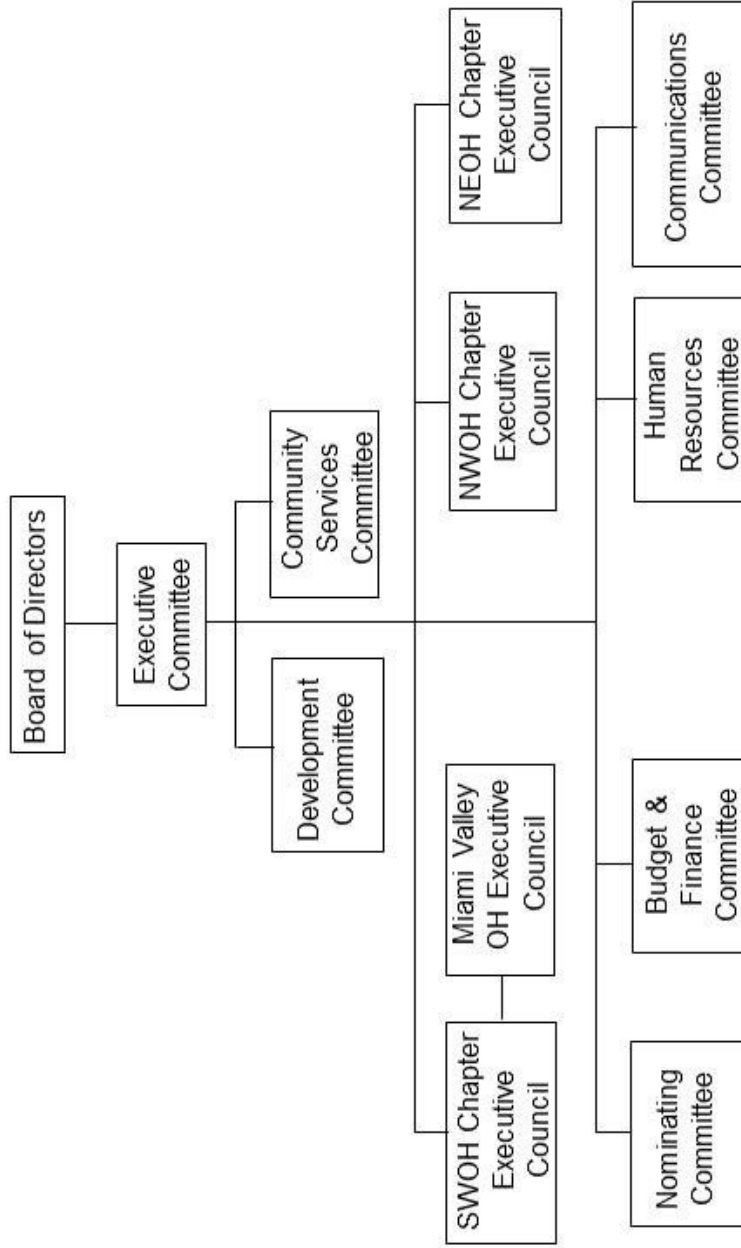 Board of Directors
Executive
Committee
Development
Committee
Community
Services
Committee
SWOH Chapter
Executive
Council
Miami Valley
OH Executive
Council
NWOH Chapter
Executive
Council
NEOH Chapter
Executive
Council
Nominating
Committee
Budget &
Finance
Committee
Human
Resources
Committee
Communications
Committee